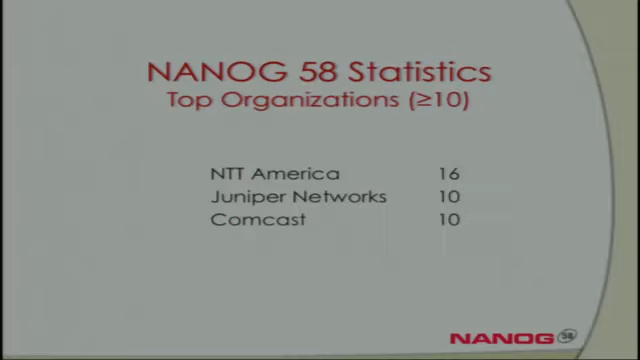 NANOG 58 Statistics
Top Organizations (≥10)
NTT America 16
Juniper Networks 10
Comcast 10
NANOG 58